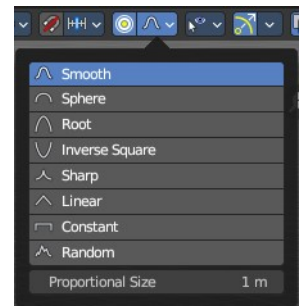 Smooth
Sphere
Root
Inverse Square
Sharp
Linear
Constant
Random
Proportional Size 1 m